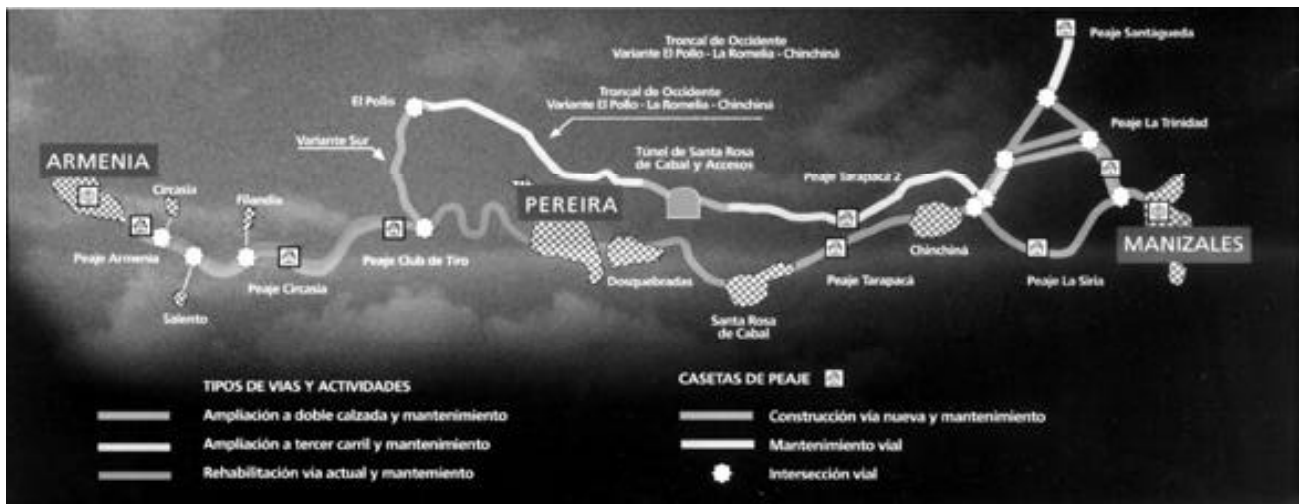 Troncal de Occidente
Variante El Pollo - La Romelia - Chinchiná
Peaje Santágueda
El Pollo
Troncal de Occidente
Variante El Pollo - La Romelia - Chinchiná
Peaje La Trinidad
Variante Sur
Túnel de Santa Rosa
de Cabal y Accesos
ARMENIA
Circasia
Filandia
Peaje Tarapacá 2
PEREIRA
Chinchiná
MANIZALES
Peaje Armenia
Peaje Circasia
Peaje Club de Tiro
Dosquebradas
Peaje Tarapacá
Peaje La Siria
Salento
Santa Rosa
de Cabal
TIPOS DE VIAS Y ACTIVIDADES
Ampliación a doble calzada y mantenimiento
Ampliación a tercer carril y mantenimiento
Rehabilitación via actual y mantemiento
CASETAS DE PEAJE
Construcción vía nueva y mantenimiento
Mantenimiento vial
Intersección vial